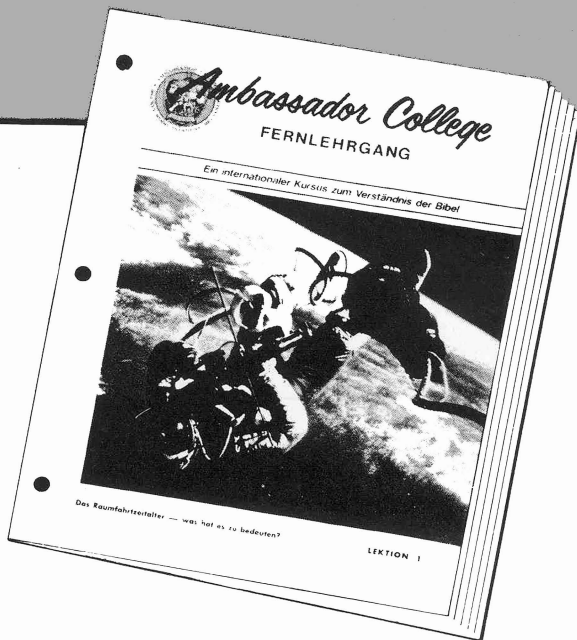 Ambassador College
FERNLEHRGANG
Ein internationaler Kursus zum Verständnis der Bibel
Das Raumfahrtzeitalter — was hat es zu bedeuten?
LEKTION 1